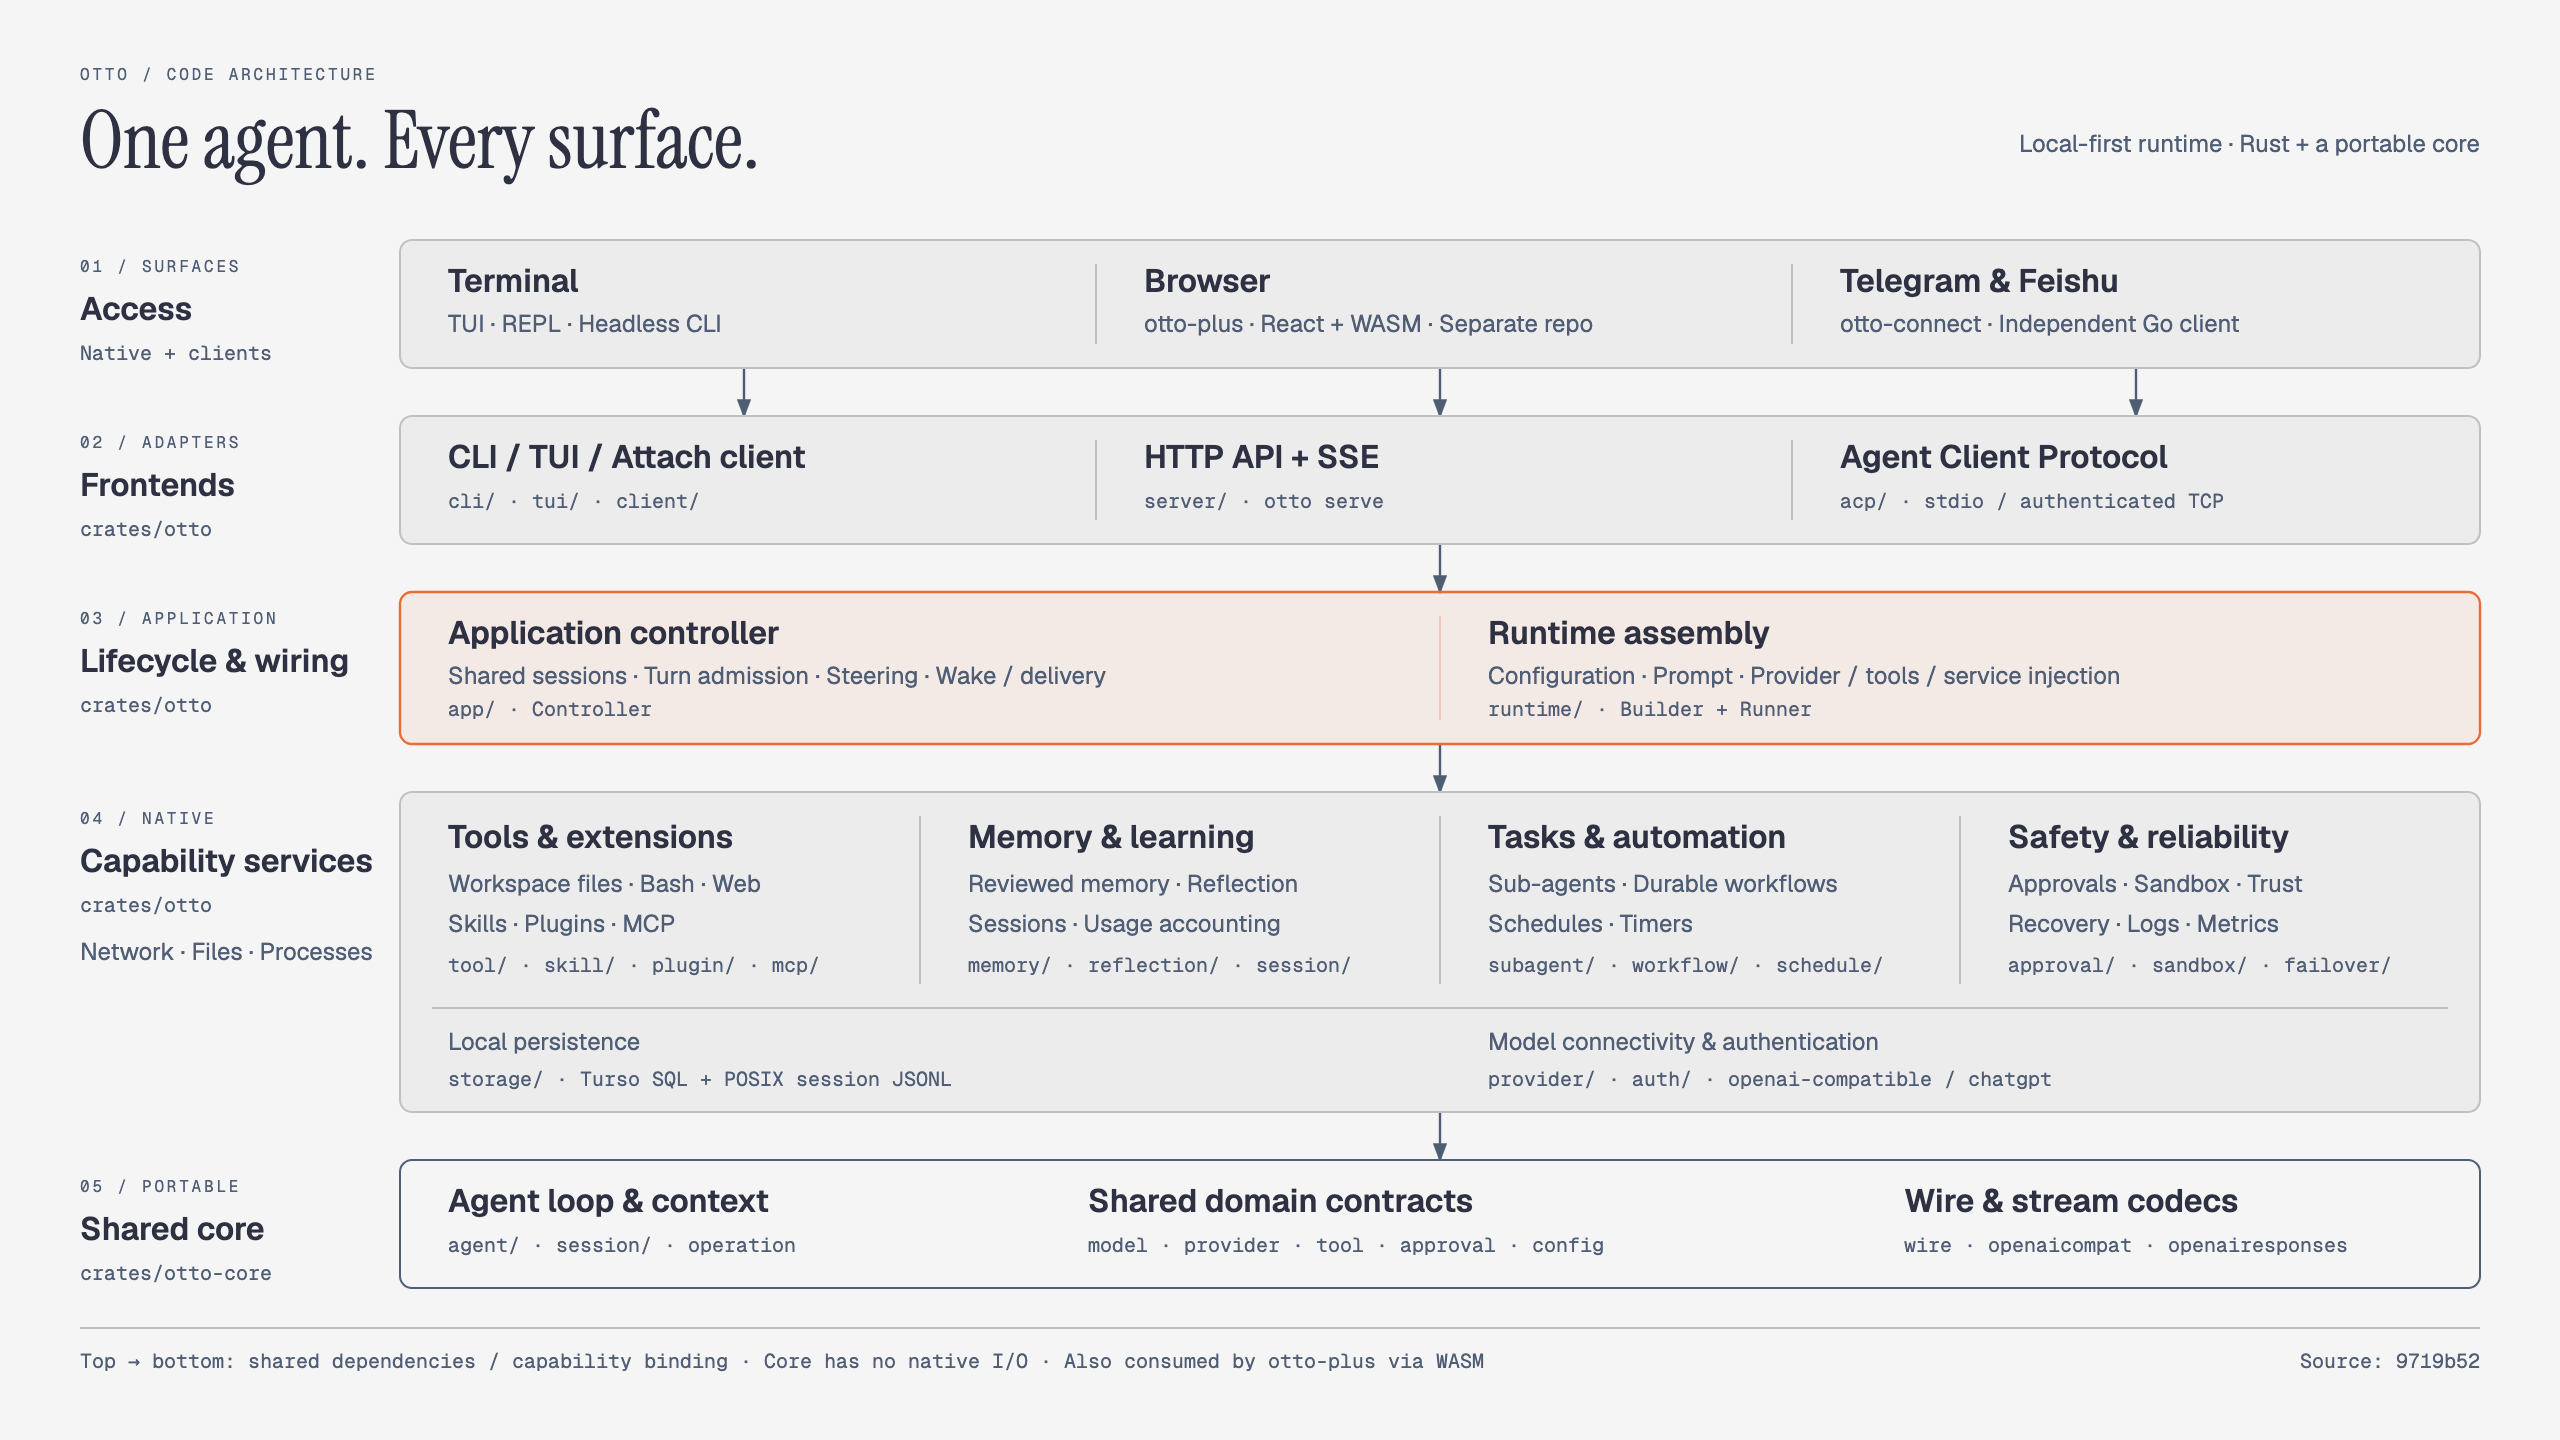 OTTO / CODE ARCHITECTURE
One agent. Every surface.
Local-first runtime · Rust + a portable core
01 / SURFACES
Access
Native + clients
Terminal
TUI · REPL · Headless CLI
Browser
otto-plus · React + WASM · Separate repo
Telegram & Feishu
otto-connect · Independent Go client
02 / ADAPTERS
Frontends
crates/otto
CLI / TUI / Attach client
cli/ · tui/ · client/
HTTP API + SSE
server/ · otto serve
Agent Client Protocol
acp/ · stdio / authenticated TCP
03 / APPLICATION
Lifecycle & wiring
crates/otto
Application controller
Shared sessions · Turn admission · Steering · Wake / delivery
app/ · Controller
Runtime assembly
Configuration · Prompt · Provider / tools / service injection
runtime/ · Builder + Runner
04 / NATIVE
Capability services
crates/otto
Network · Files · Processes
Tools & extensions
Workspace files · Bash · Web
Skills · Plugins · MCP
tool/ · skill/ · plugin/ · mcp/
Memory & learning
Reviewed memory · Reflection
Sessions · Usage accounting
memory/ · reflection/ · session/
Tasks & automation
Sub-agents · Durable workflows
Schedules · Timers
subagent/ · workflow/ · schedule/
Safety & reliability
Approvals · Sandbox · Trust
Recovery · Logs · Metrics
approval/ · sandbox/ · failover/
Local persistence
storage/ · Turso SQL + POSIX session JSONL
Model connectivity & authentication
provider/ · auth/ · openai-compatible / chatgpt
05 / PORTABLE
Shared core
crates/otto-core
Agent loop & context
agent/ · session/ · operation
Shared domain contracts
model · provider · tool · approval · config
Wire & stream codecs
wire · openaicompat · openairesponses
Top → bottom: shared dependencies / capability binding · Core has no native I/O · Also consumed by otto-plus via WASM
Source: 9719b52